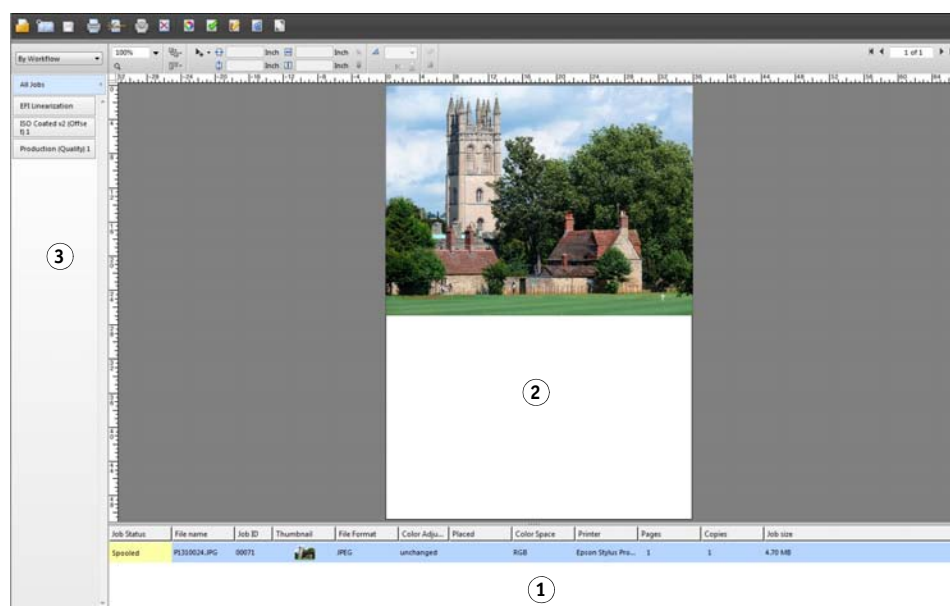 By Workflow
100%
Inch
Inch
1 of 1
Inch
Inch
All Jobs
EFI Linearization
ISO Coated v2 (Offse
t) 1
Production (Quality) 1
3
2
Job Status File name Job ID Thumbnail File Format Color Adju... Placed Color Space Printer Pages Copies Job size
Spooled P1310024.JPG 00071 JPEG unchanged RGB Epson Stylus Pro... 1 1 4.70 MB
1